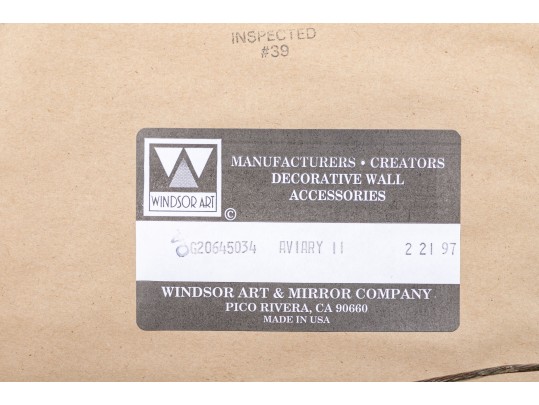 INSPECTED
#39
MANUFACTURERS • CREATORS
DECORATIVE WALL
ACCESSORIES
WINDSOR ART
©
G20645034 AVIARY II 2 21 97
WINDSOR ART & MIRROR COMPANY
PICO RIVERA, CA 90660
MADE IN USA